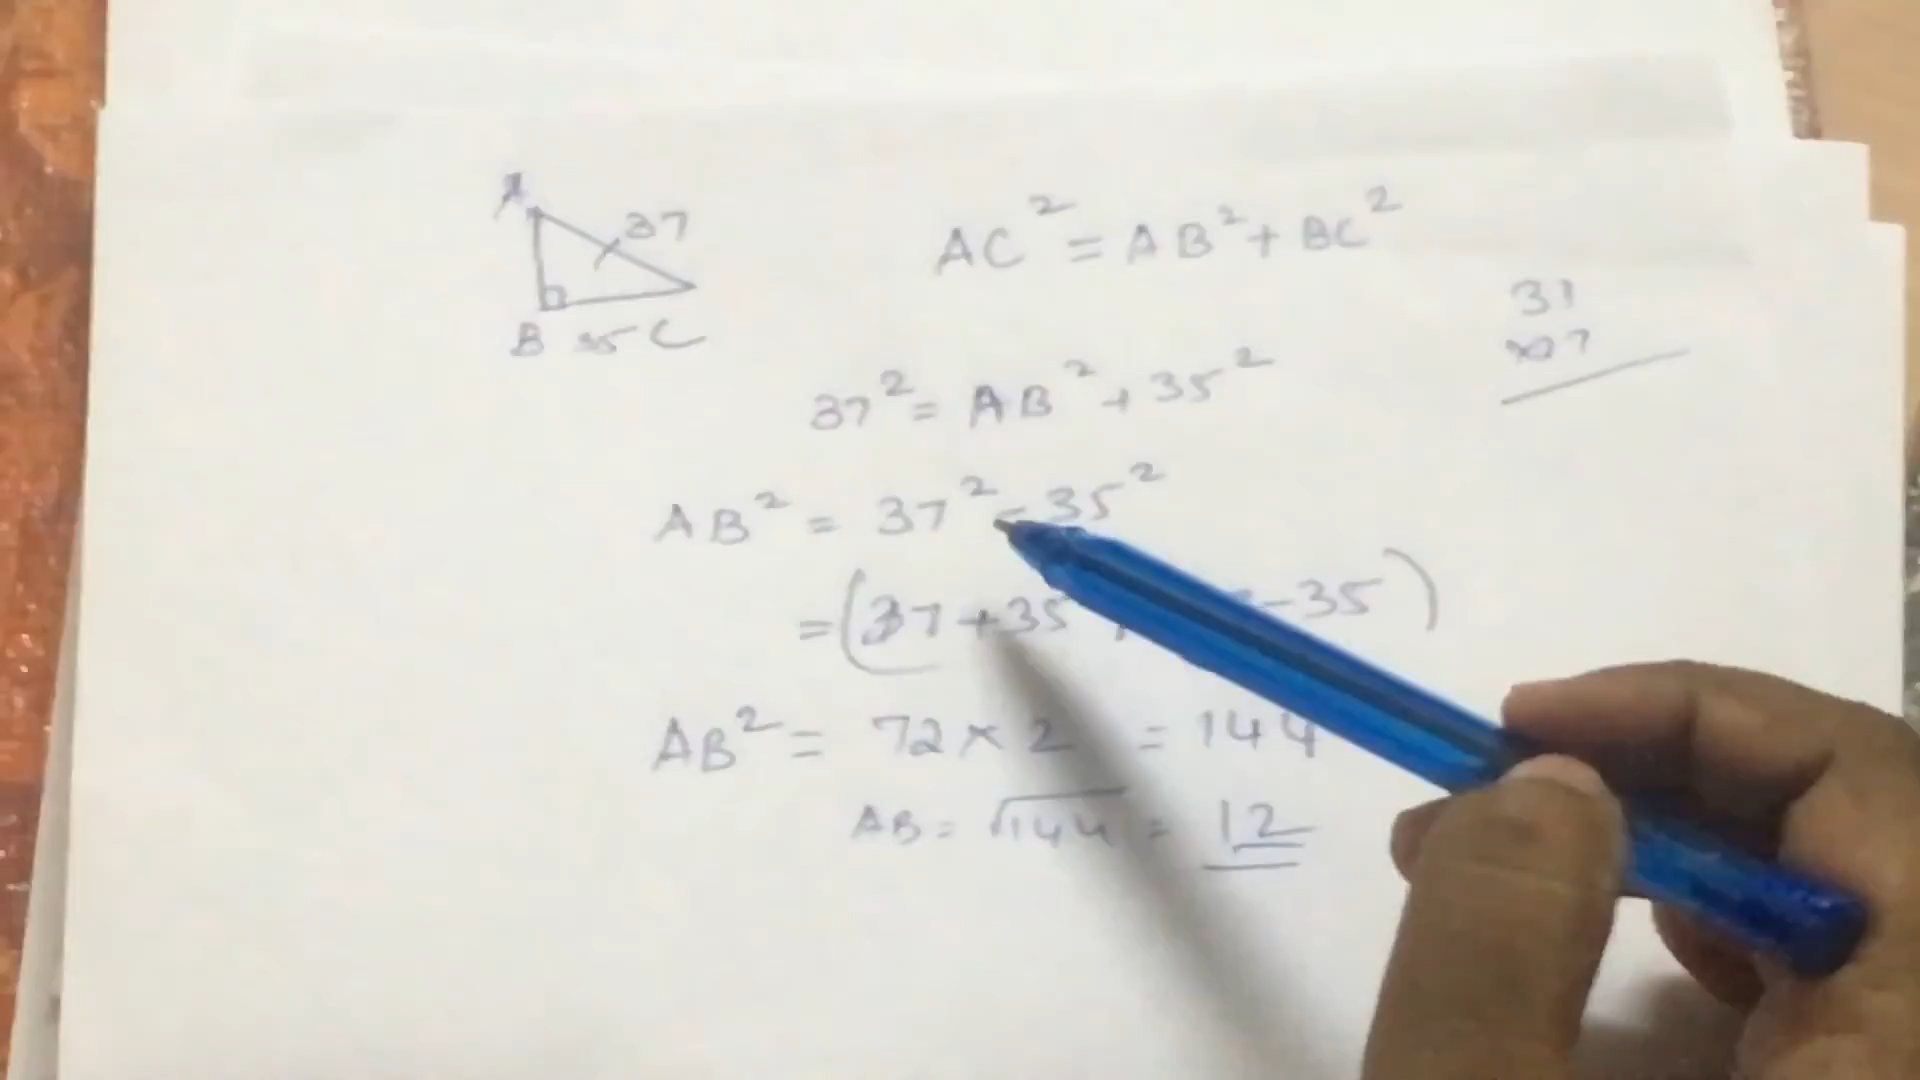 A
37
B 35 C
AC² = AB² + BC²
31
37² = AB² + 35²
AB² = 37² - 35²
= (37 + 35 - 35)
AB² = 72 × 2 = 144
AB = √144 = 12